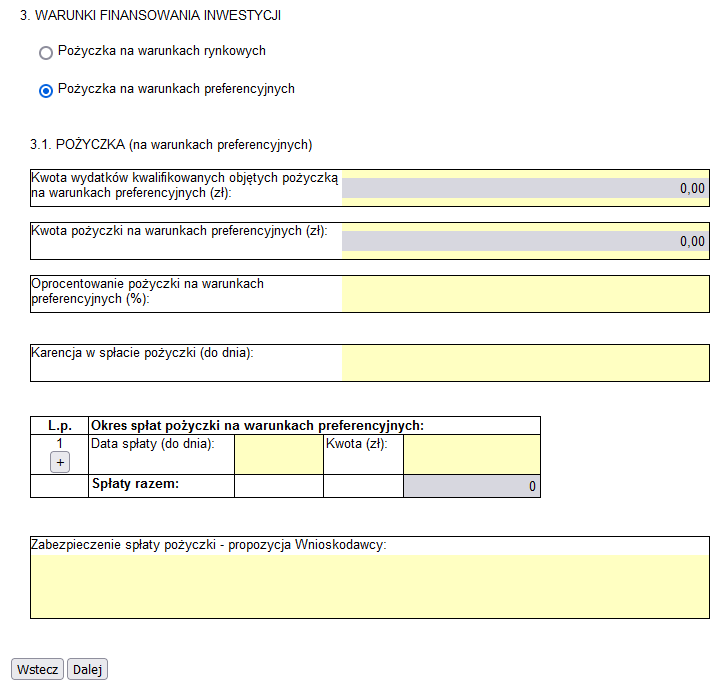 3. WARUNKI FINANSOWANIA INWESTYCJI
Pożyczka na warunkach rynkowych
Pożyczka na warunkach preferencyjnych
3.1. POŻYCZKA (na warunkach preferencyjnych)
Kwota wydatków kwalifikowanych objętych pożyczką
na warunkach preferencyjnych (zł):
0,00
Kwota pożyczki na warunkach preferencyjnych (zł):
0,00
Oprocentowanie pożyczki na warunkach
preferencyjnych (%):
Karencja w spłacie pożyczki (do dnia):
L.p. Okres spłat pożyczki na warunkach preferencyjnych:
1 Data spłaty (do dnia): Kwota (zł):
+
Spłaty razem: 0
Zabezpieczenie spłaty pożyczki - propozycja Wnioskodawcy:
Wstecz Dalej